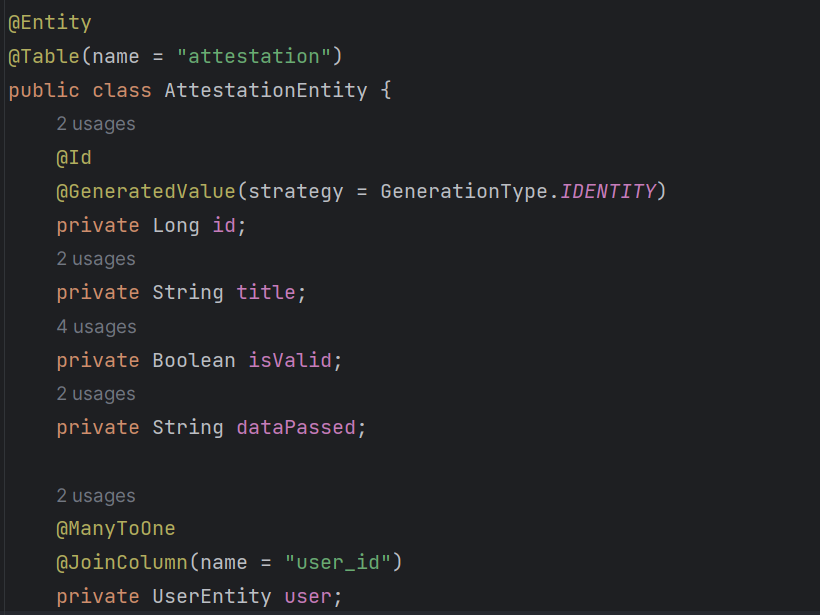 @Entity
@Table(name = "attestation")
public class AttestationEntity {
2 usages
@Id
@GeneratedValue(strategy = GenerationType.IDENTITY)
private Long id;
2 usages
private String title;
4 usages
private Boolean isValid;
2 usages
private String dataPassed;
2 usages
@ManyToOne
@JoinColumn(name = "user_id")
private UserEntity user;